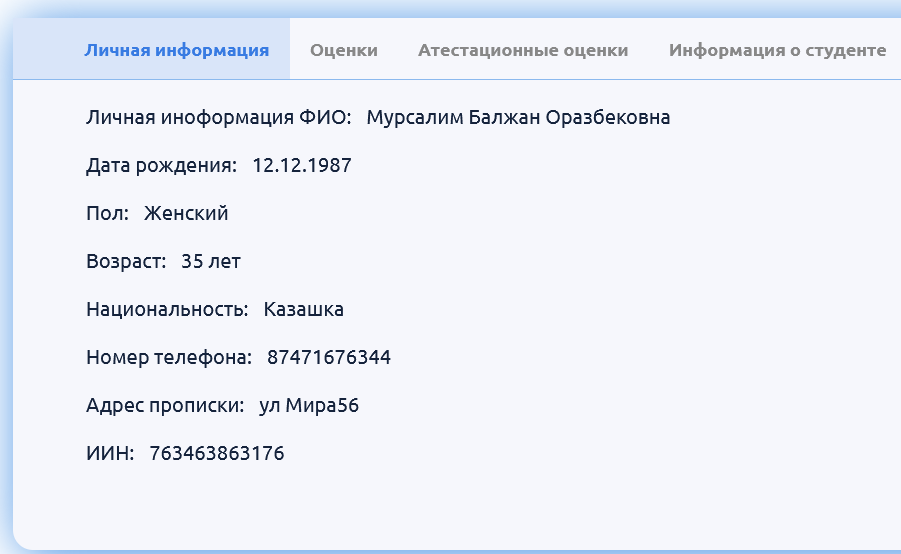 Личная информация Оценки Атестационные оценки Информация о студенте
Личная иноформация ФИО: Мурсалим Балжан Оразбековна
Дата рождения: 12.12.1987
Пол: Женский
Возраст: 35 лет
Национальность: Казашка
Номер телефона: 87471676344
Адрес прописки: ул Мира56
ИИН: 763463863176